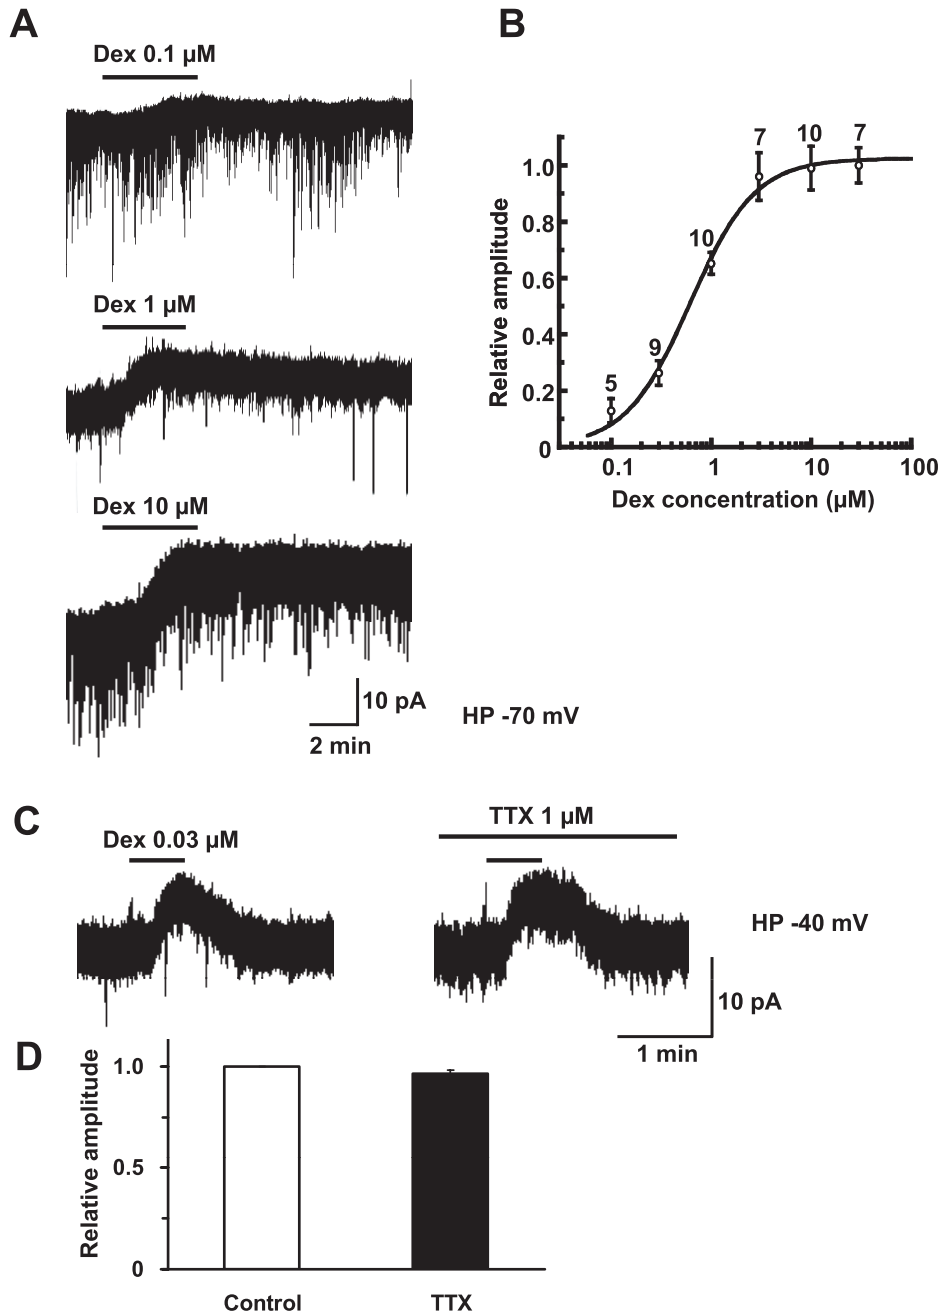 A
Dex 0.1 µM
Dex 1 µM
Dex 10 µM
10 pA
2 min
HP -70 mV
B
Relative amplitude
1.0
0.8
0.6
0.4
0.2
0
5
9
10
7
10
7
0.1
1
10
100
Dex concentration (µM)
C
Dex 0.03 µM
TTX 1 µM
HP -40 mV
10 pA
1 min
D
Relative amplitude
1.0
0.5
0
Control
TTX